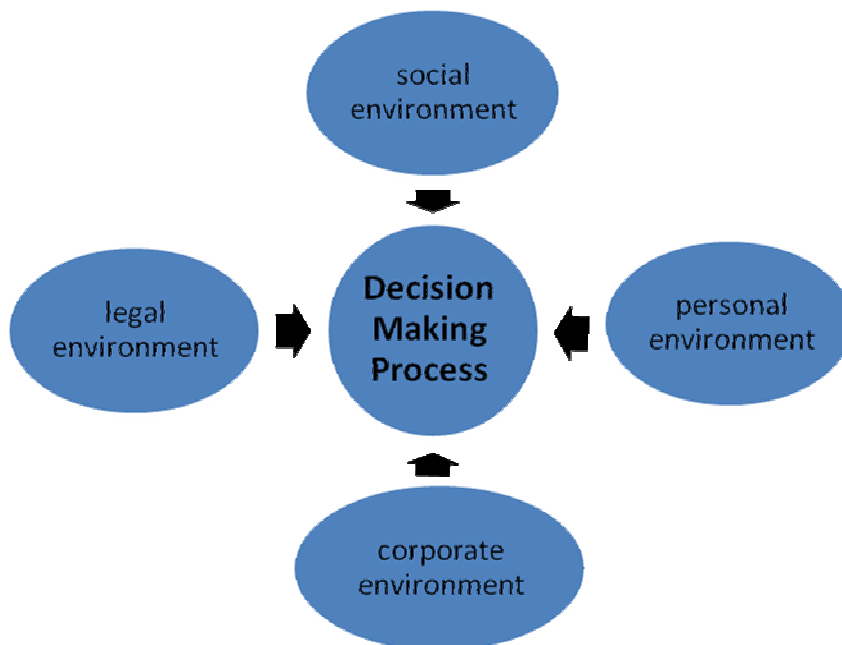 social
environment
Decision
Making
Process
legal
environment
personal
environment
corporate
environment